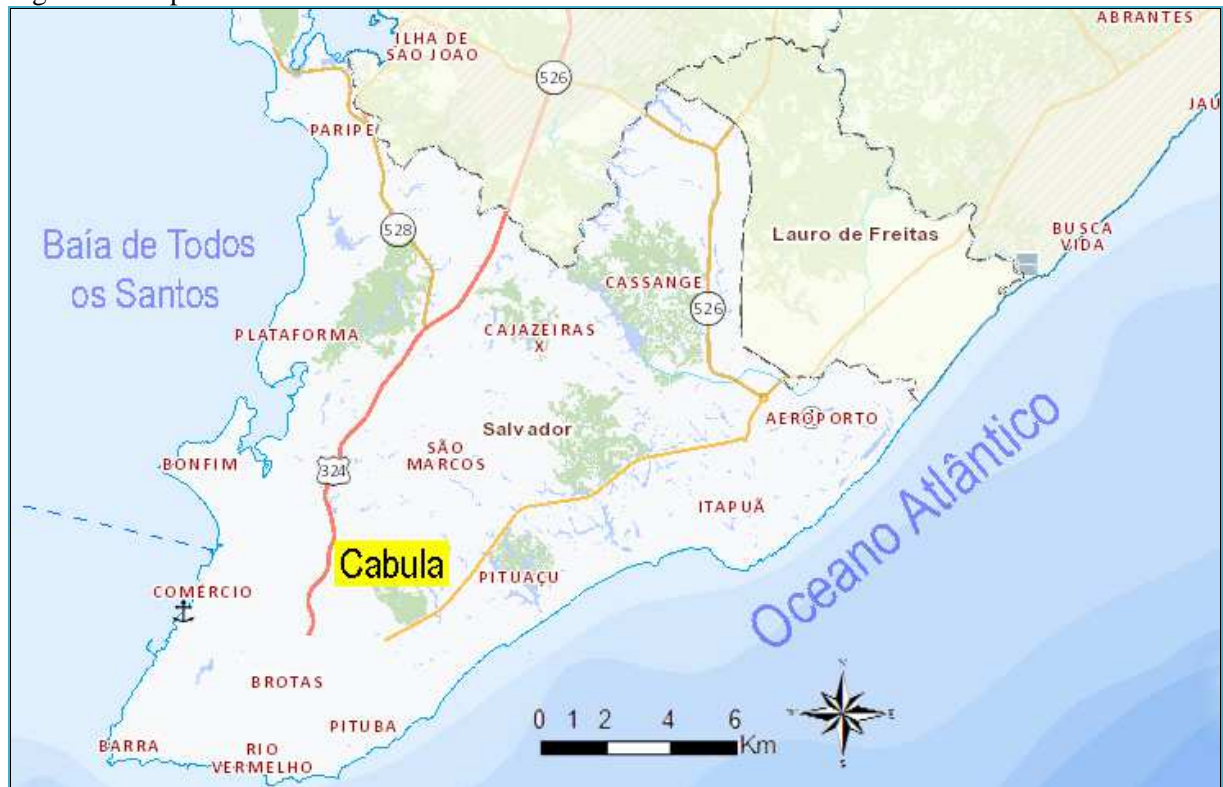 ABRANTES
ILHA DE
SAO JOAO
526
JAÚ
PARIPE
528
Baía de Todos
os Santos
Lauro de Freitas
BUSCA
VIDA
CASSANGE
526
PLATAFORMA
CAJAZEIRAS
X
AEROPORTO
Salvador
SÃO
MARCOS
BONFIM
324
ITAPUÃ
Oceano Atlântico
Cabula
PITUAÇU
COMÉRCIO
BROTAS
PITUBA
BARRA
RIO
VERMELHO
0 1 2 4 6
Km
N
E
S